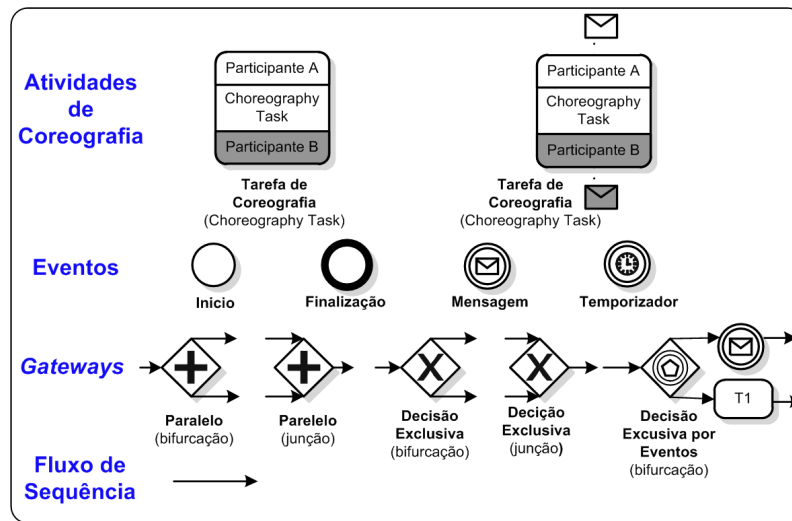 Atividades
de
Coreografia
Participante A
Choreography
Task
Participante B
Tarefa de
Coreografia
(Choreography Task)
Participante A
Choreography
Task
Participante B
Tarefa de
Coreografia
(Choreography Task)
Eventos
Inicio
Finalização
Mensagem
Temporizador
Gateways
X
X
T1
Paralelo
(bifurcação)
Parelelo
(junção)
Decisão
Exclusiva
(bifurcação)
Decição
Exclusiva
(junção)
Decisão
Excusiva por
Eventos
(bifurcação)
Fluxo de
Sequência